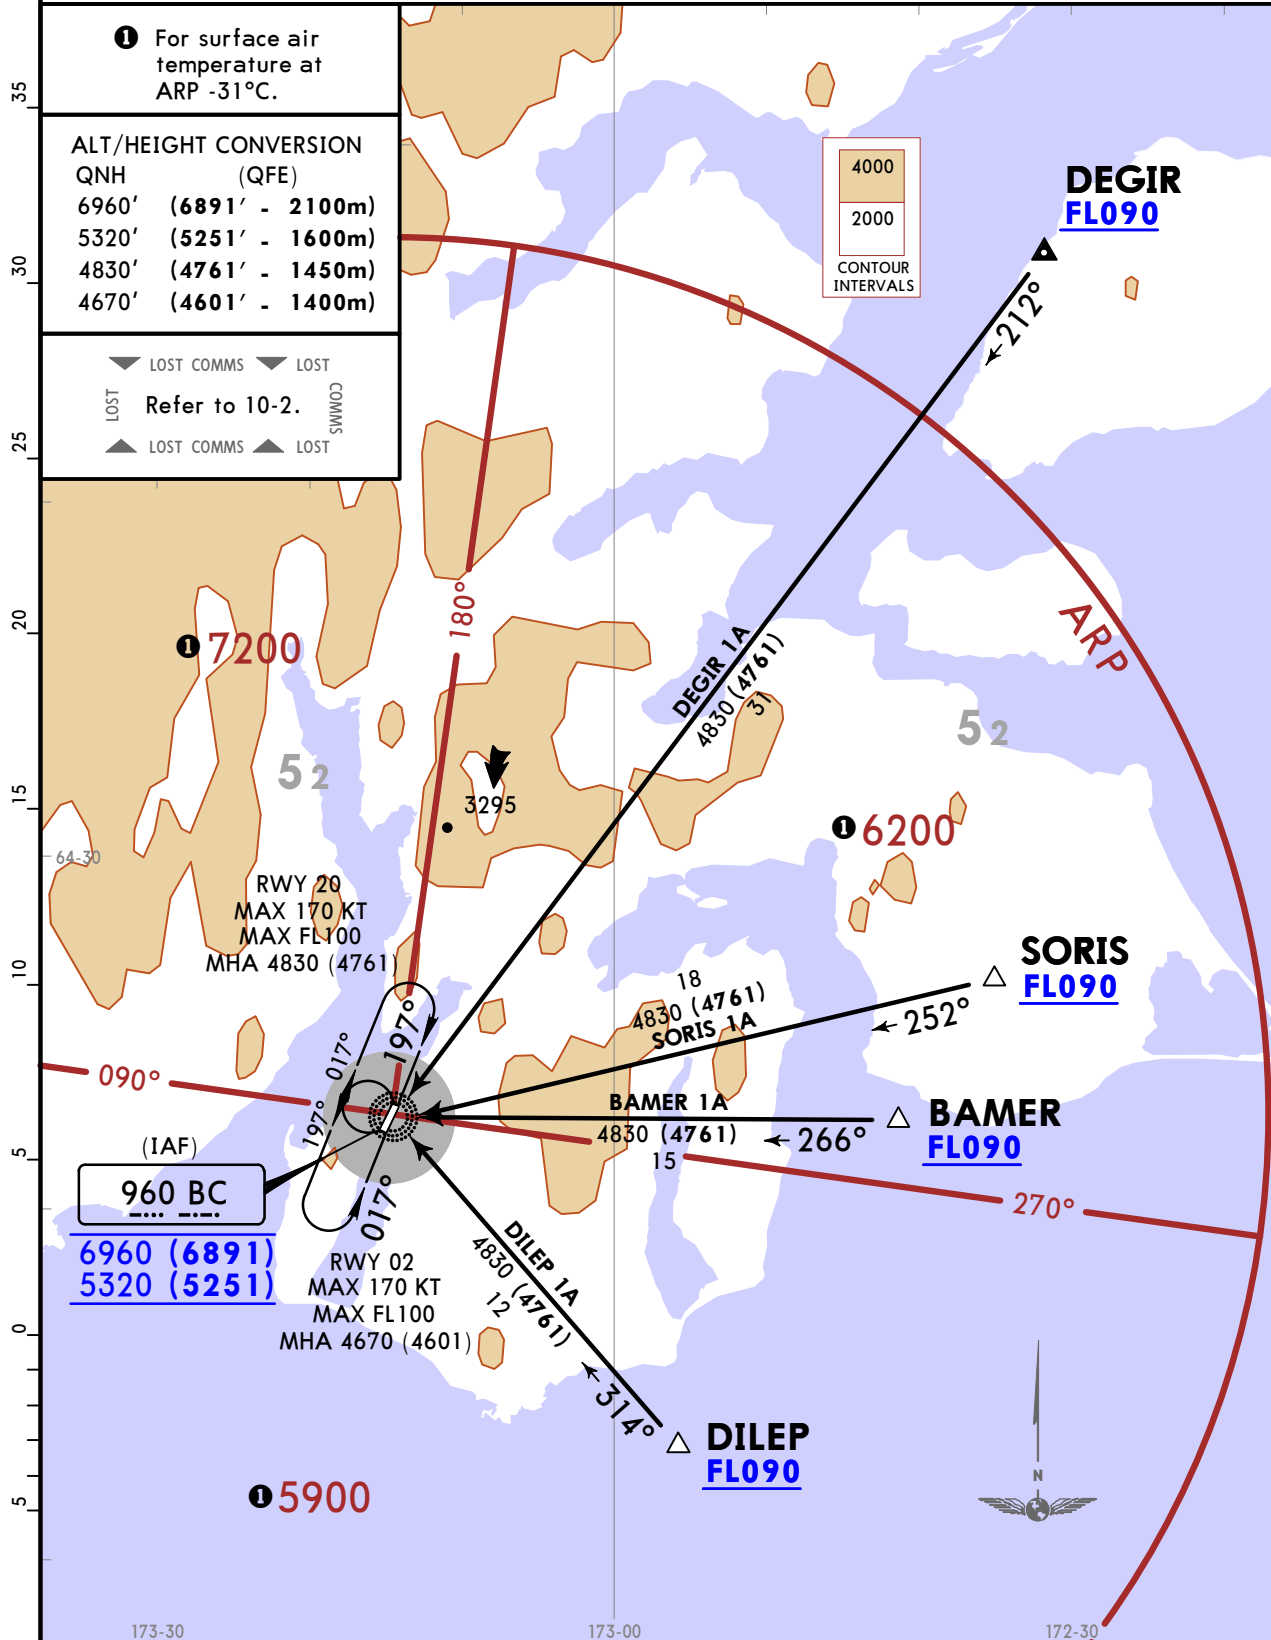 ❶ For surface air
temperature at
ARP -31°C.
ALT/HEIGHT CONVERSION
QNH (QFE)
6960' (6891' - 2100m)
5320' (5251' - 1600m)
4830' (4761' - 1450m)
4670' (4601' - 1400m)
LOST COMMS LOST
LOST
COMMS
Refer to 10-2.
LOST COMMS LOST
35
30
25
20
15
10
5
0
5
4000
2000
CONTOUR
INTERVALS
DEGIR
FL090
212°
180°
ARP
❶ 7200
DEGIR 1A
4830 (4761)
31
5 2
5 2
3295
❶ 6200
64-30
RWY 20
MAX 170 KT
MAX FL100
MHA 4830 (4761)
SORIS
FL090
252°
18
4830 (4761)
SORIS 1A
197°
017°
090°
197°
BAMER 1A
4830 (4761)
15
266°
BAMER
FL090
(IAF)
960 BC
6960 (6891)
5320 (5251)
017°
270°
RWY 02
MAX 170 KT
MAX FL100
MHA 4670 (4601)
DILEP 1A
4830 (4761)
12
314°
DILEP
FL090
❶ 5900
N
173-30
173-00
172-30